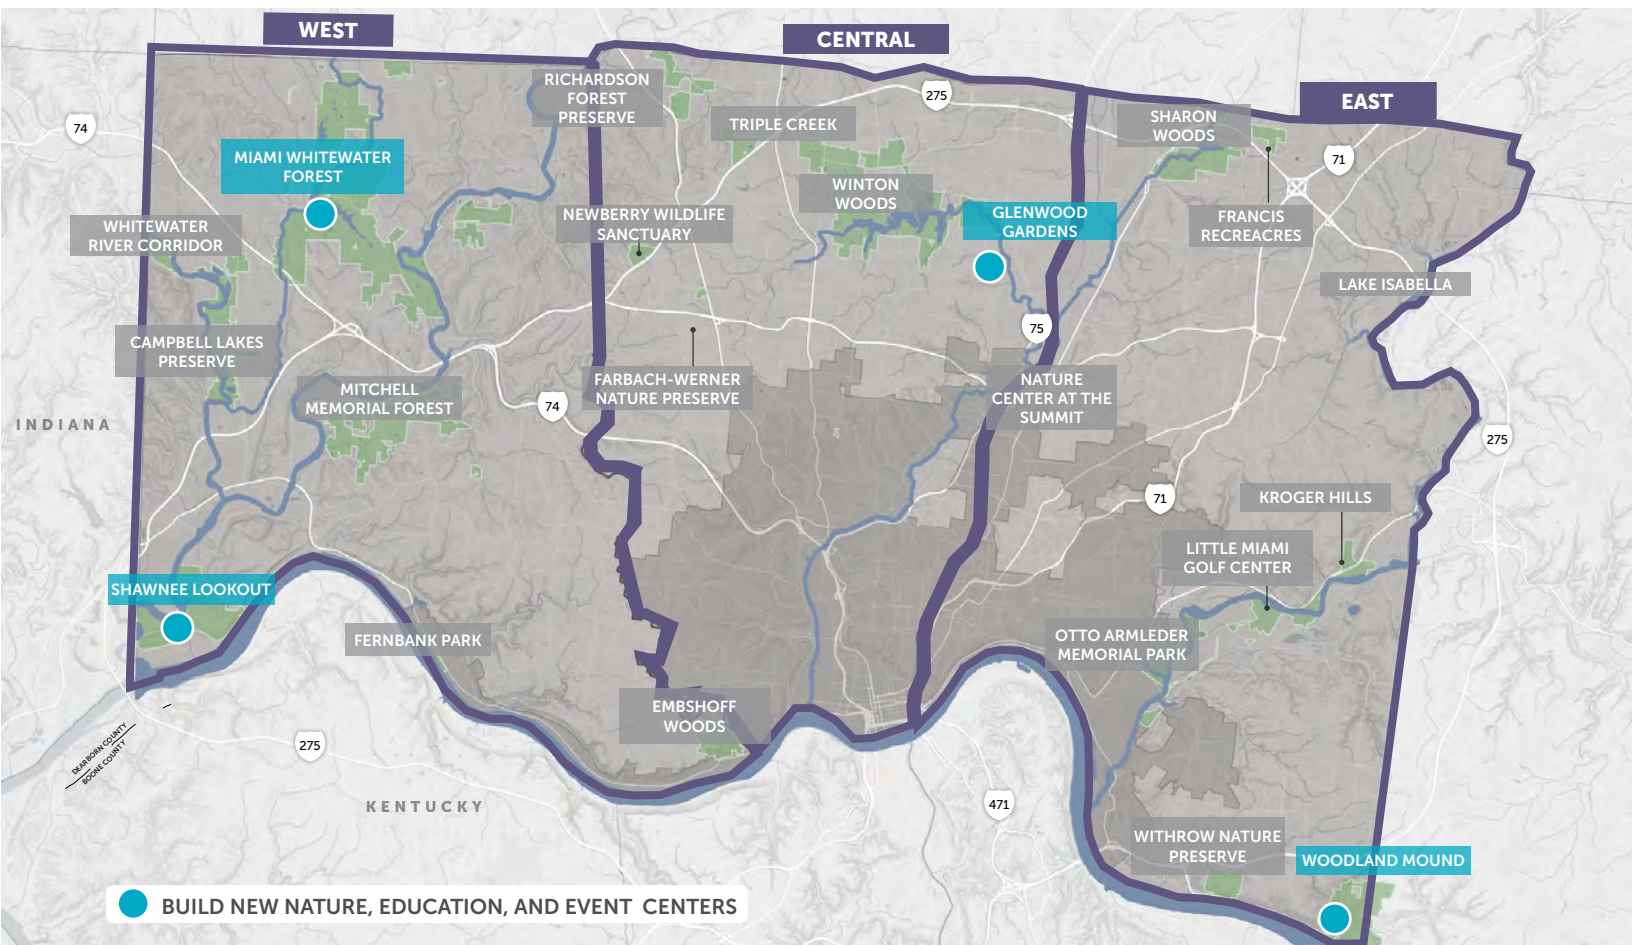 WEST
CENTRAL
EAST
RICHARDSON
FOREST
PRESERVE
275
TRIPLE CREEK
SHARON
WOODS
74
71
MIAMI WHITEWATER
FOREST
WINTON
WOODS
WHITEWATER
RIVER CORRIDOR
NEWBERRY WILDLIFE
SANCTUARY
GLENWOOD
GARDENS
FRANCIS
RECREACRES
LAKE ISABELLA
75
CAMPBELL LAKES
PRESERVE
MITCHELL
MEMORIAL FOREST
FARBACH-WERNER
NATURE PRESERVE
NATURE
CENTER AT THE
SUMMIT
74
INDIANA
275
71
KROGER HILLS
LITTLE MIAMI
GOLF CENTER
SHAWNEE LOOKOUT
FERNBANK PARK
OTTO ARMLEDER
MEMORIAL PARK
EMBSHOFF
WOODS
DEARBORN COUNTY
BOONE COUNTY
275
KENTUCKY
471
WITHROW NATURE
PRESERVE
WOODLAND MOUND
BUILD NEW NATURE, EDUCATION, AND EVENT CENTERS